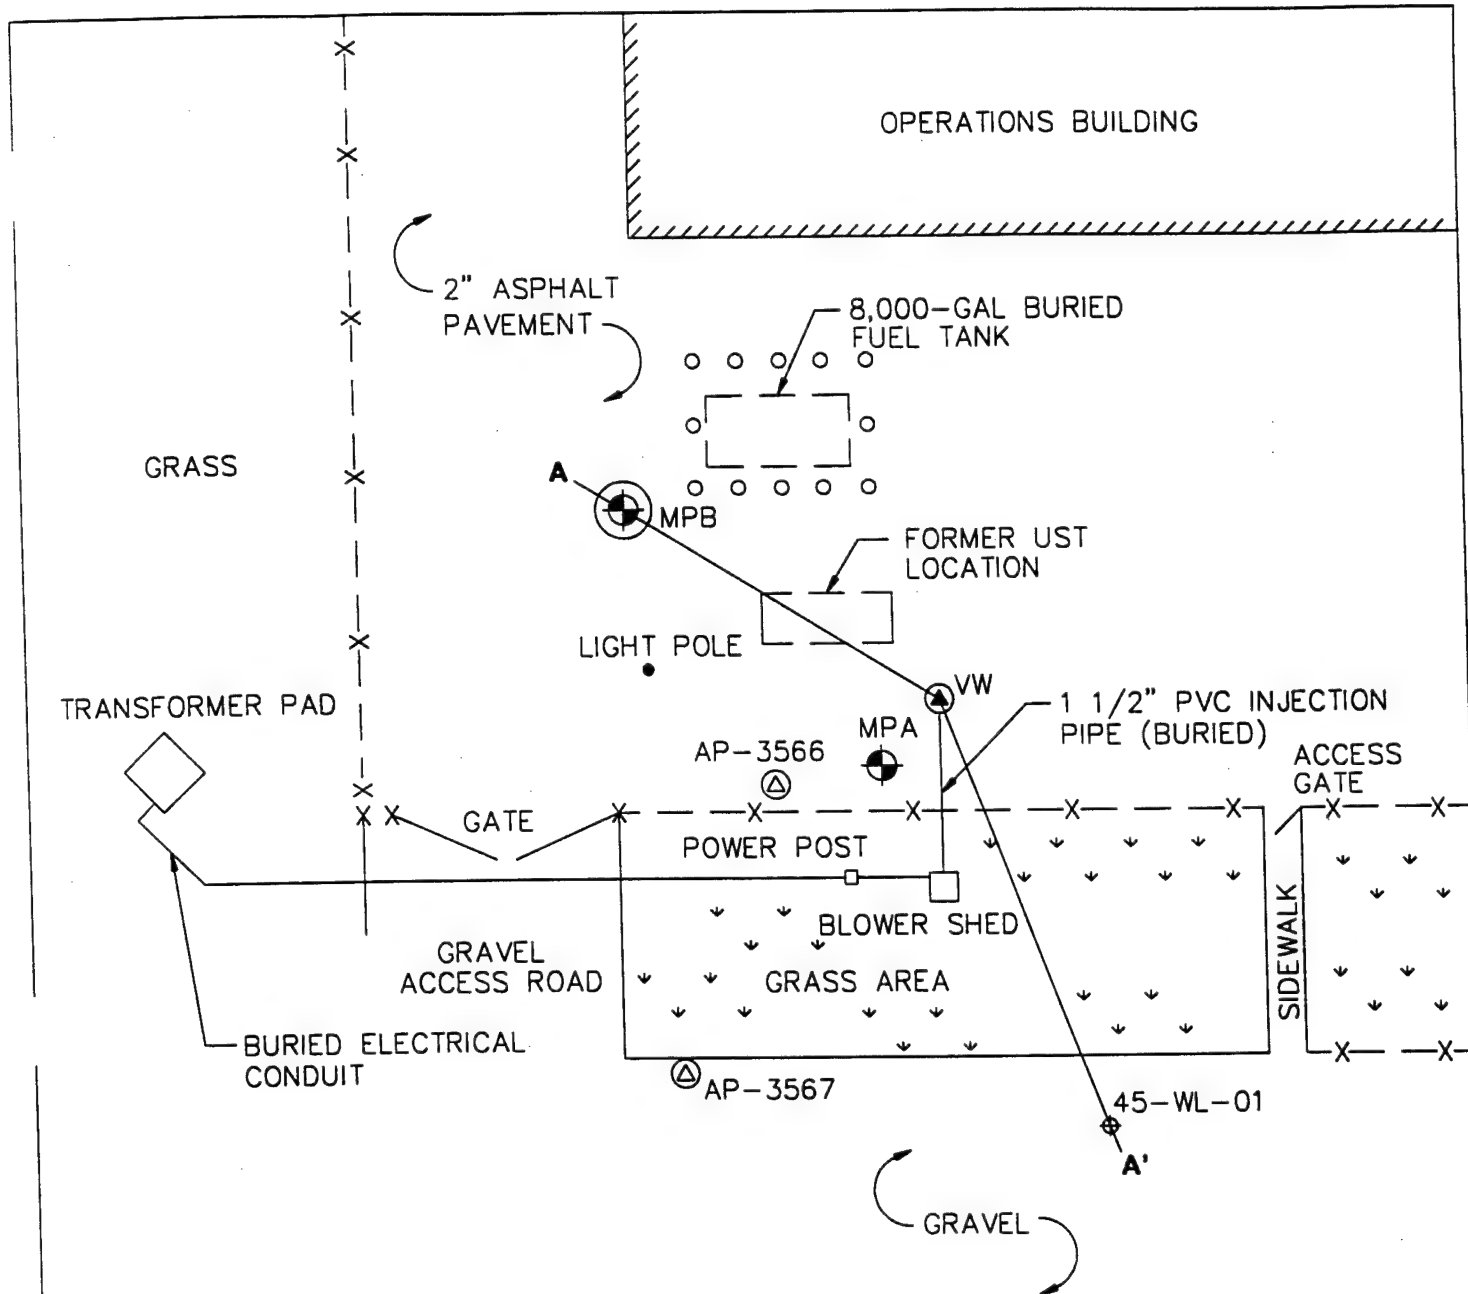 OPERATIONS BUILDING
2" ASPHALT
PAVEMENT
8,000-GAL BURIED
FUEL TANK
GRASS
A
MPB
FORMER UST
LOCATION
LIGHT POLE
VW
TRANSFORMER PAD
1 1/2" PVC INJECTION
PIPE (BURIED)
MPA
AP-3566
ACCESS
GATE
GATE
POWER POST
BLOWER SHED
SIDEWALK
GRAVEL
ACCESS ROAD
GRASS AREA
BURIED ELECTRICAL
CONDUIT
AP-3567
45-WL-01
A'
GRAVEL